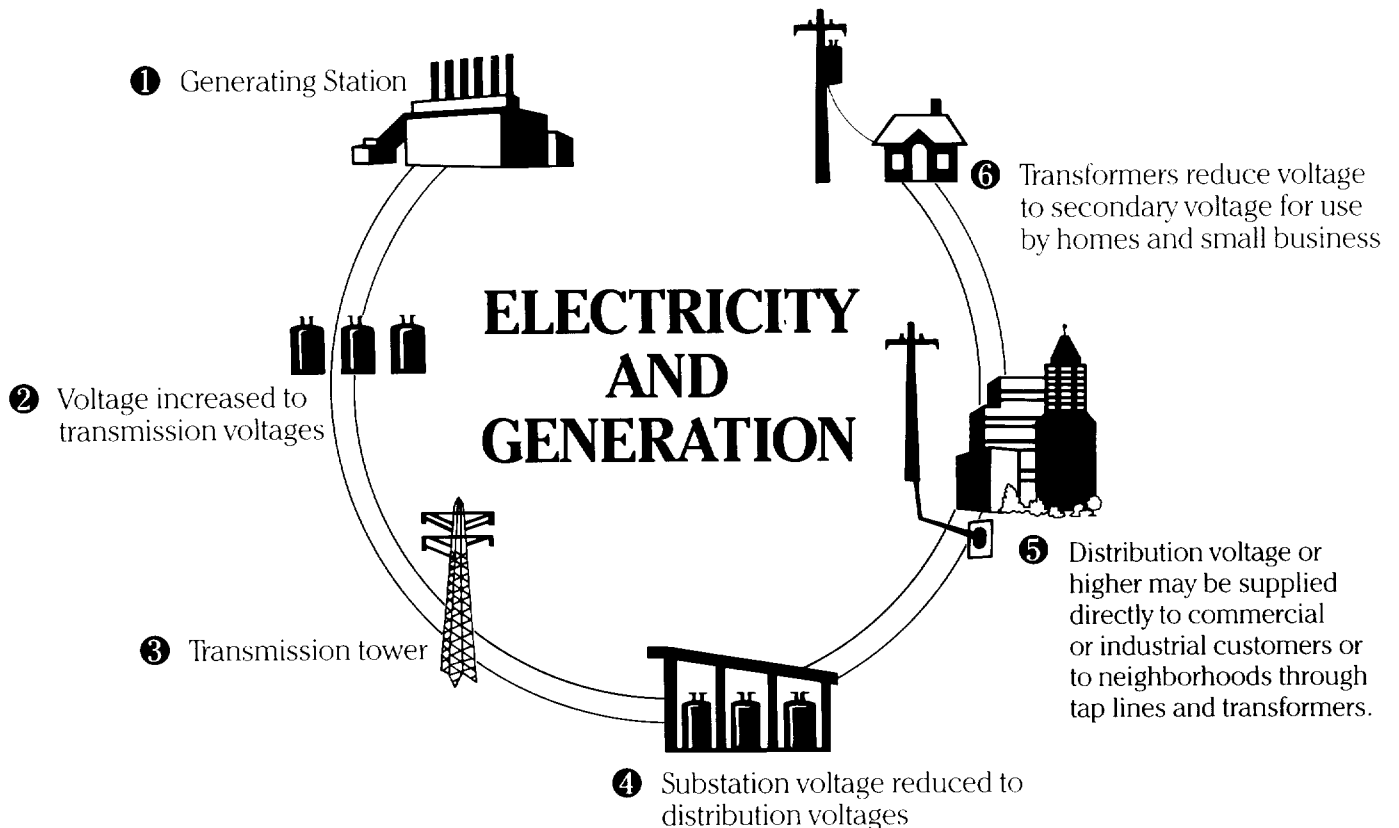 ❶ Generating Station
❷ Voltage increased to
transmission voltages
❸ Transmission tower
❹ Substation voltage reduced to
distribution voltages
❺ Distribution voltage or
higher may be supplied
directly to commercial
or industrial customers or
to neighborhoods through
tap lines and transformers.
❻ Transformers reduce voltage
to secondary voltage for use
by homes and small business
ELECTRICITY
AND
GENERATION